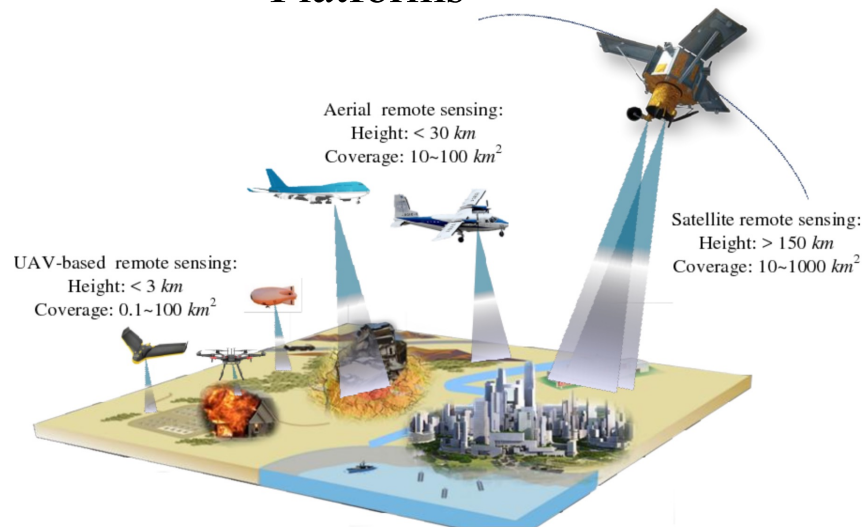 Platforms
Aerial remote sensing:
Height: < 30 km
Coverage: 10~100 km²
Satellite remote sensing:
Height: > 150 km
Coverage: 10~1000 km²
UAV-based remote sensing:
Height: < 3 km
Coverage: 0.1~100 km²